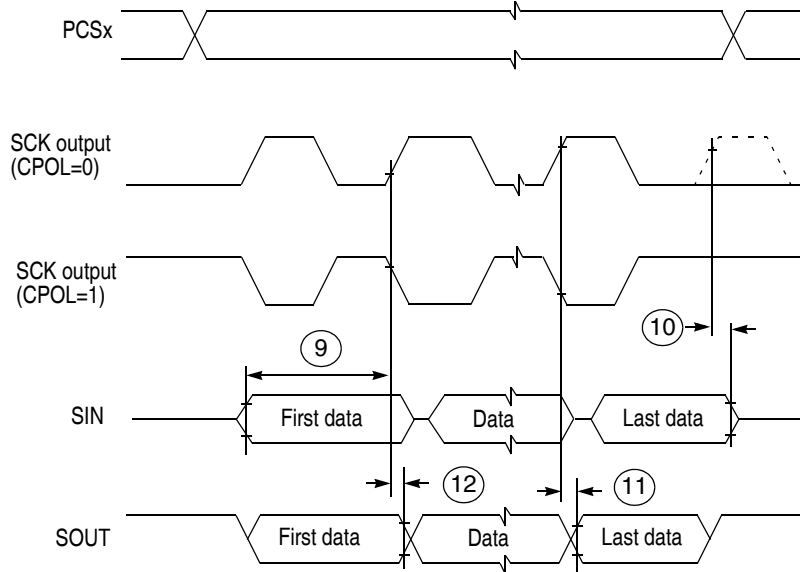 PCSx
SCK output
(CPOL=0)
SCK output
(CPOL=1)
10
9
SIN
First data
Data
Last data
12
11
SOUT
First data
Data
Last data